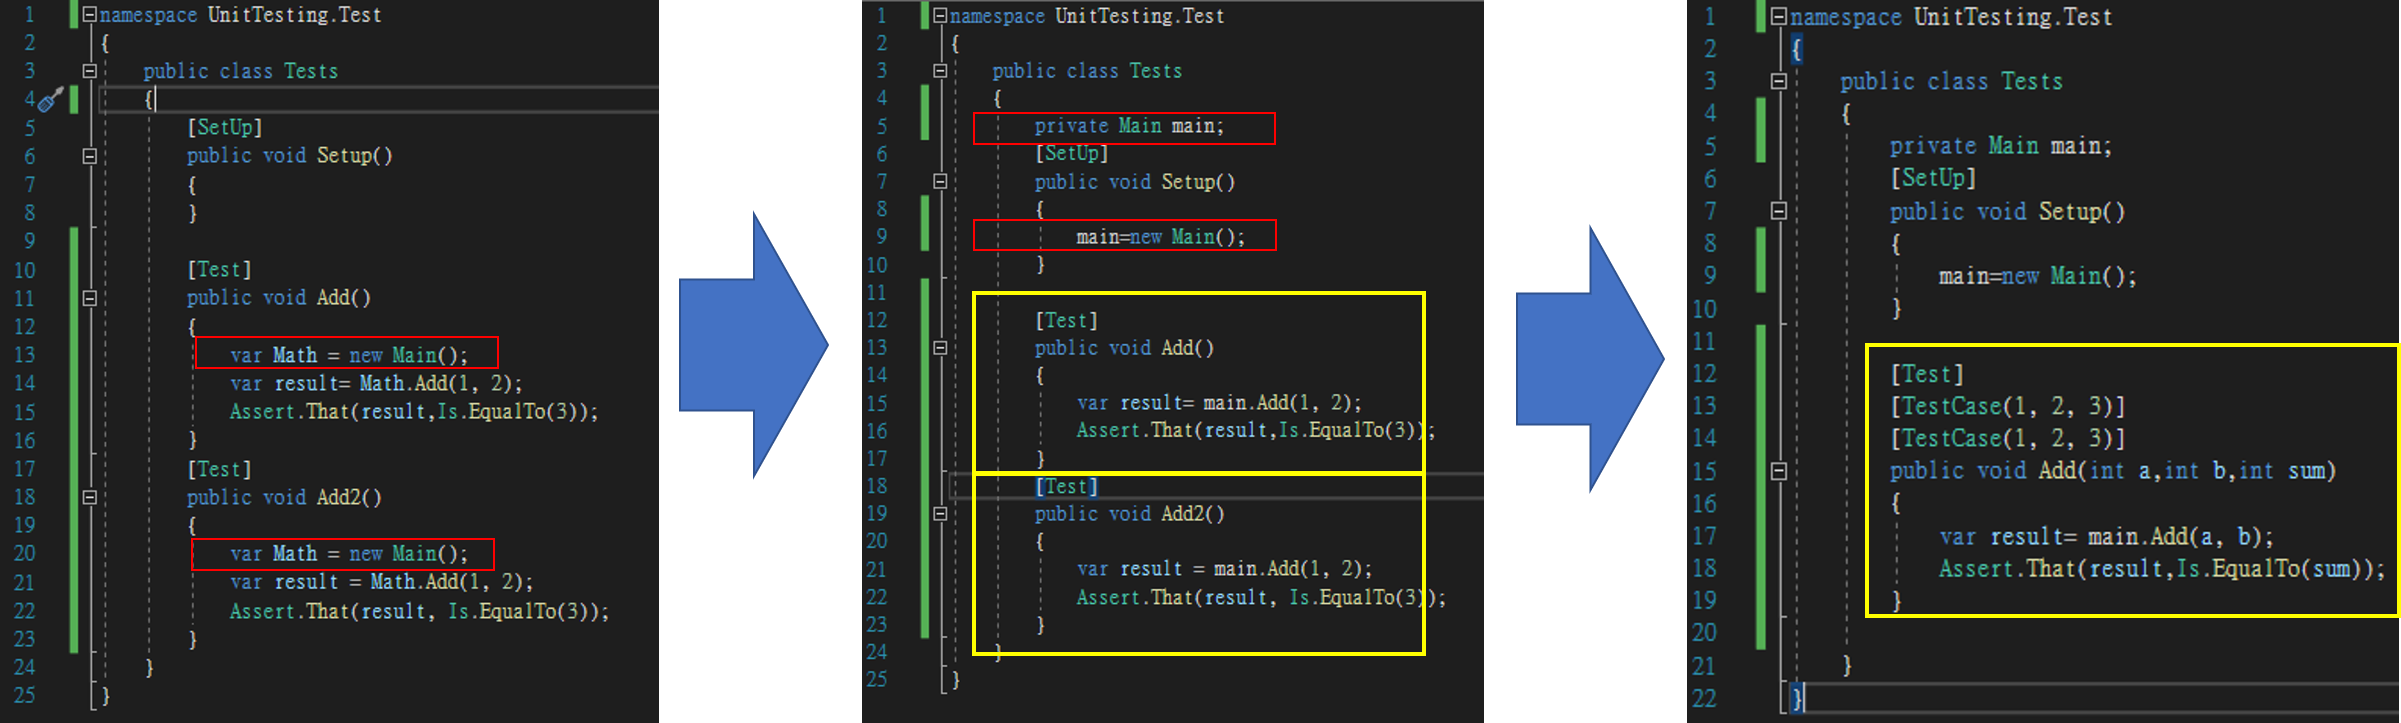 1 namespace UnitTesting.Test
2 {
3 public class Tests
4 {
5 [SetUp]
6 public void Setup()
7 {
8 }
9
10 [Test]
11 public void Add()
12 {
13 var Math = new Main();
14 var result= Math.Add(1, 2);
15 Assert.That(result,Is.EqualTo(3));
16 }
17 [Test]
18 public void Add2()
19 {
20 var Math = new Main();
21 var result = Math.Add(1, 2);
22 Assert.That(result, Is.EqualTo(3));
23 }
24 }
25 }
1 namespace UnitTesting.Test
2 {
3 public class Tests
4 {
5 private Main main;
6 [SetUp]
7 public void Setup()
8 {
9 main=new Main();
10 }
11
12 [Test]
13 public void Add()
14 {
15 var result= main.Add(1, 2);
16 Assert.That(result,Is.EqualTo(3));
17 }
18 [Test]
19 public void Add2()
20 {
21 var result = main.Add(1, 2);
22 Assert.That(result, Is.EqualTo(3));
23 }
24 }
25 }
1 namespace UnitTesting.Test
2 {
3 public class Tests
4 {
5 private Main main;
6 [SetUp]
7 public void Setup()
8 {
9 main=new Main();
10 }
11
12 [Test]
13 [TestCase(1, 2, 3)]
14 [TestCase(1, 2, 3)]
15 public void Add(int a,int b,int sum)
16 {
17 var result= main.Add(a, b);
18 Assert.That(result,Is.EqualTo(sum));
19 }
20
21 }
22 }